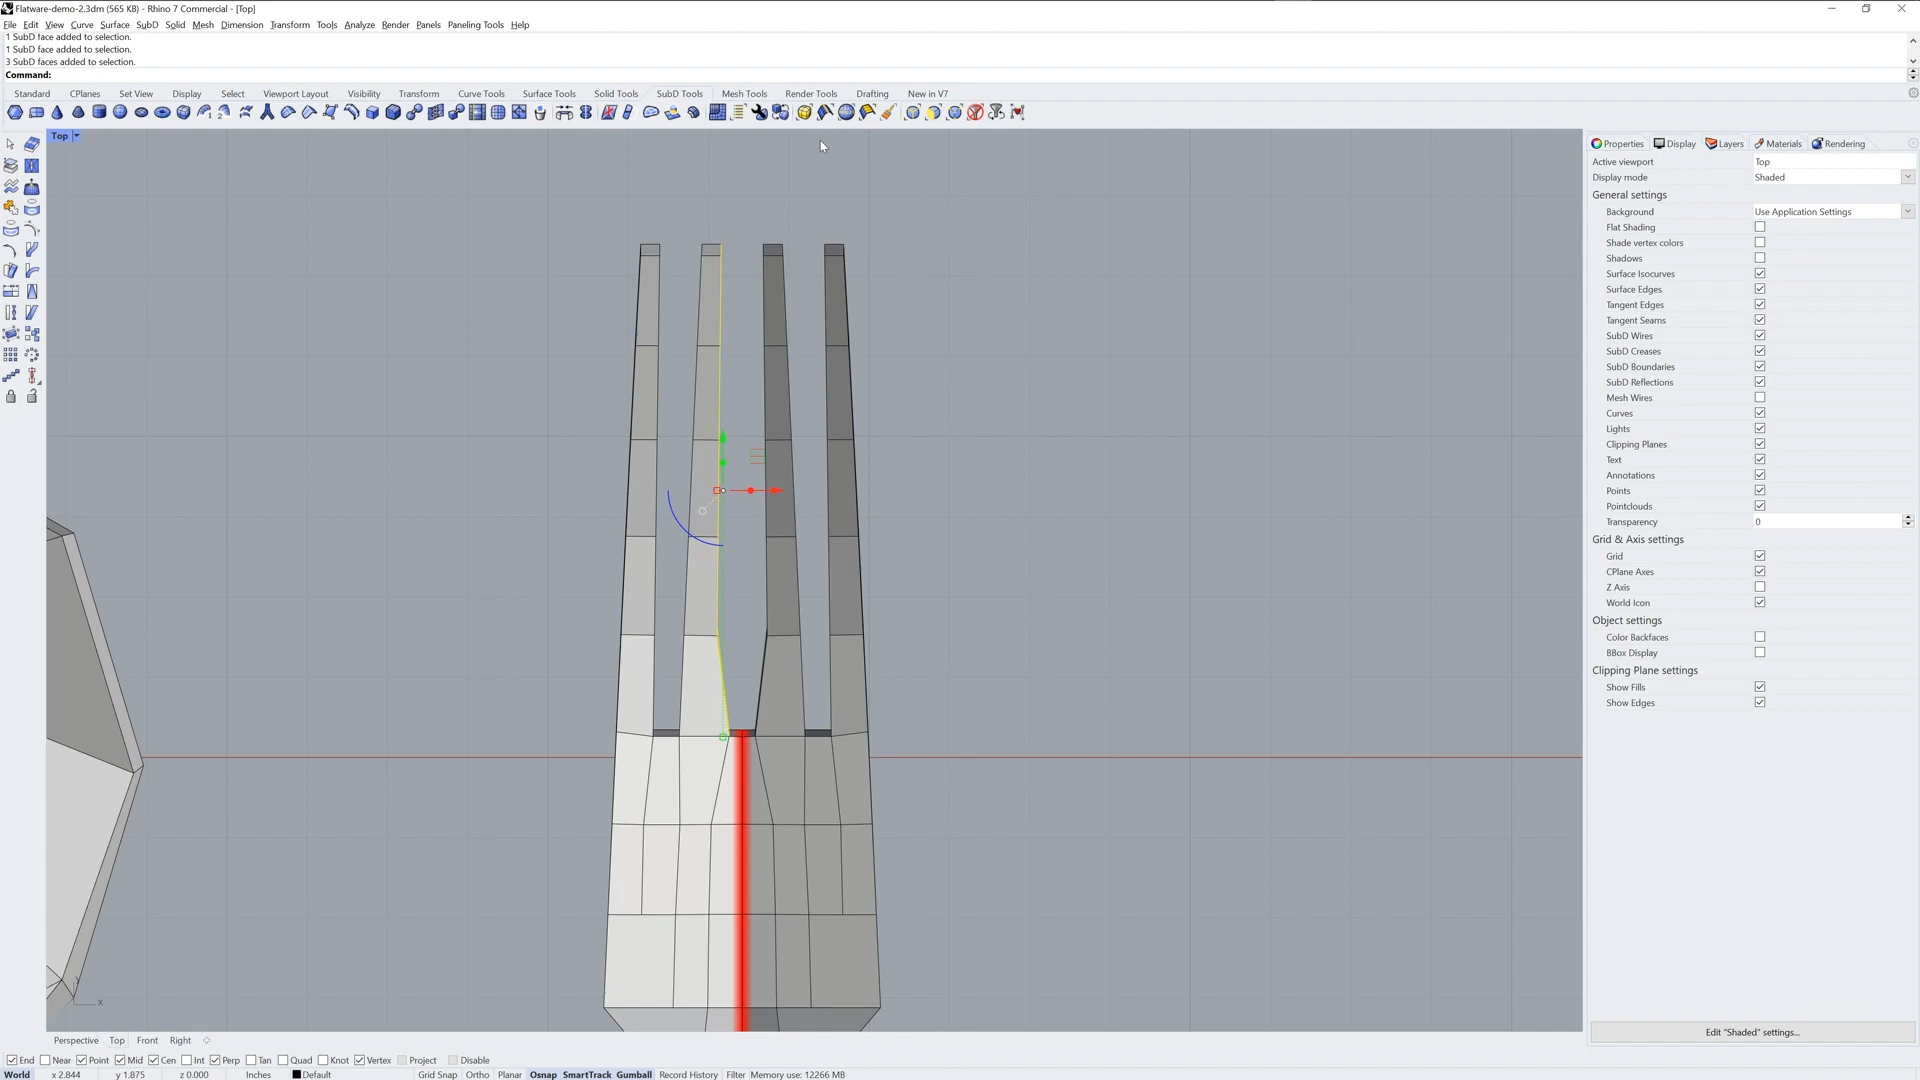 Flatware-demo-2.3dm (565 KB) - Rhino 7 Commercial - [Top]
File Edit View Curve Surface SubD Solid Mesh Dimension Transform Tools Analyze Render Panels Paneling Tools Help
1 SubD face added to selection.
1 SubD face added to selection.
3 SubD faces added to selection.
Command:
Standard CPlanes Set View Display Select Viewport Layout Visibility Transform Curve Tools Surface Tools Solid Tools SubD Tools Mesh Tools Render Tools Drafting New in V7
Top
Properties Display Layers Materials Rendering
Active viewport Top
Display mode Shaded
General settings
Background Use Application Settings
Flat Shading
Shade vertex colors
Shadows
Surface Isocurves
Surface Edges
Tangent Edges
Tangent Seams
SubD Wires
SubD Creases
SubD Boundaries
SubD Reflections
Mesh Wires
Curves
Lights
Clipping Planes
Text
Annotations
Points
Pointclouds
Transparency 0
Grid & Axis settings
Grid
CPlane Axes
Z Axis
World Icon
Object settings
Color Backfaces
BBox Display
Clipping Plane settings
Show Fills
Show Edges
y
x
Edit "Shaded" settings...
Perspective Top Front Right
End Near Point Mid Cen Int Perp Tan Quad Knot Vertex Project Disable
World x 2.844 y 1.875 z 0.000 Inches Default Grid Snap Ortho Planar Osnap SmartTrack Gumball Record History Filter Memory use: 12266 MB